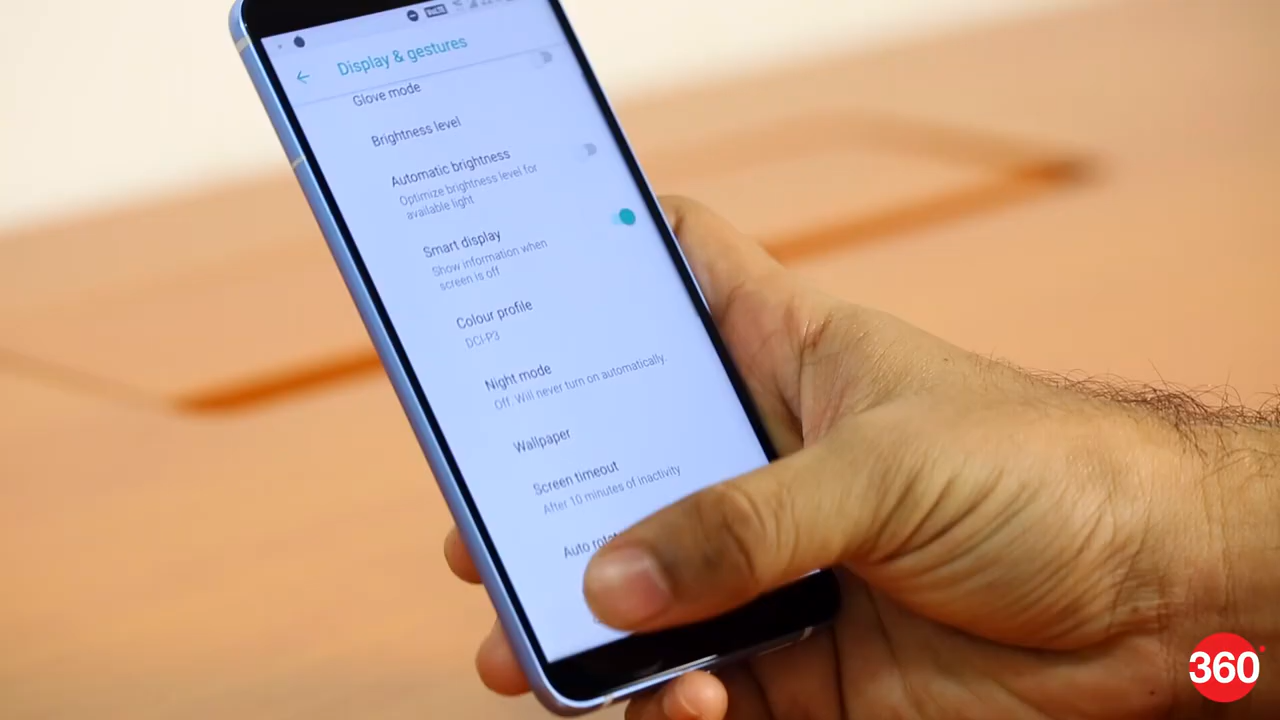 Display & gestures
Glove mode
Brightness level
Automatic brightness
Optimize brightness level for
available light
Smart display
Show information when
screen is off
Colour profile
DCI-P3
Night mode
Off. Will never turn on automatically.
Wallpaper
Screen timeout
After 10 minutes of inactivity
Auto
360